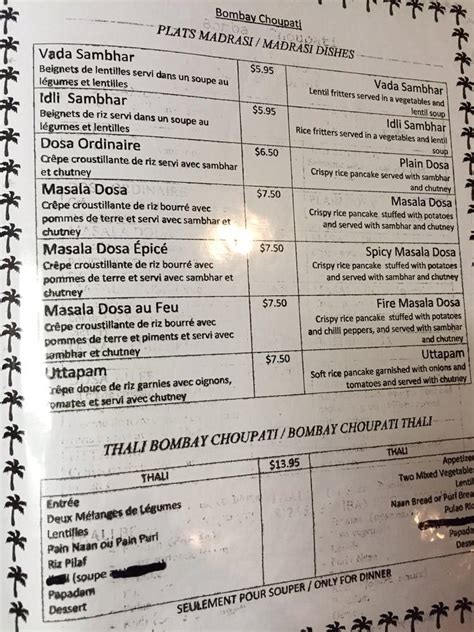 Bombay Choupati
PLATS MADRASI / MADRASI DISHES
Vada Sambhar
Beignets de lentilles servi dans un soupe au
légumes et lentilles
$5.95
Vada Sambhar
Lentil fritters served in a vegetables and
lentil soup
Idli Sambhar
Beignets de riz servi dans un soupe au
légumes et lentilles
$5.95
Idli Sambhar
Rice fritters served in a vegetables and lentil
soup
Dosa Ordinaire
Crêpe croustillante de riz servi avec sambhar
et chutney
$6.50
Plain Dosa
Crispy rice pancake served with sambhar
and chutney
Masala Dosa
Crêpe croustillante de riz bourré avec
pommes de terre et servi avec sambhar et
chutney
$7.50
Masala Dosa
Crispy rice pancake stuffed with potatoes
and served with sambhar and chutney
Masala Dosa Épicé
Crêpe croustillante de riz bourré avec
pommes de terre et servi avec sambhar et
chutney
$7.50
Spicy Masala Dosa
Crispy rice pancake stuffed with potatoes
and served with sambhar and chutney
Masala Dosa au Feu
Crêpe croustillante de riz bourré avec
pommes de terre et piments et servi avec
sambhar et chutney
$7.50
Fire Masala Dosa
Crispy rice pancake stuffed with potatoes
and chilli peppers, and served with sambhar
and chutney
Uttapam
Crêpe douce de riz garnies avec oignons,
tomates et servi avec chutney
$7.50
Uttapam
Soft rice pancake garnished with onions and
tomatoes and served with chutney
THALI BOMBAY CHOUPATI / BOMBAY CHOUPATI THALI
THALI
$13.95
THALI
Entrée
Deux Mélanges de Légumes
Lentilles
Pain Naan ou Pain Puri
Riz Pilaf
(soupe
Papadam
Dessert
Appetizer
Two Mixed Vegetable
Lentil
Naan Bread or Puri Bread
Pulao Ric
Papadam
Dessert
SEULEMENT POUR SOUPER / ONLY FOR DINNER